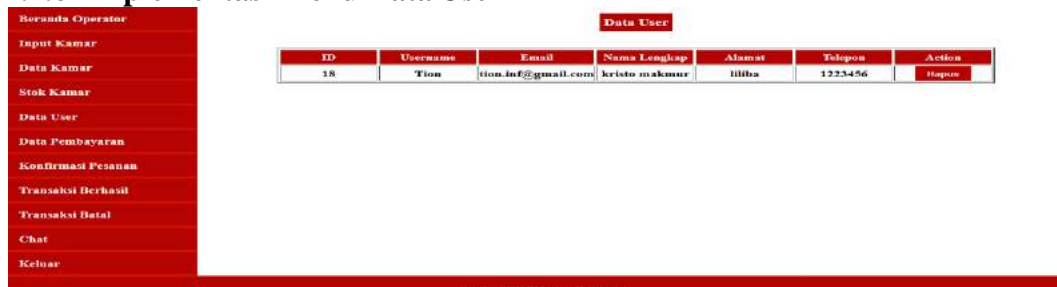 Beranda Operator
Input Kamar
Data Kamar
Stok Kamar
Data User
Data Pembayaran
Konfirmasi Pesanan
Transaksi Berhasil
Transaksi Batal
Chat
Keluar
Data User
ID Username Email Nama Lengkap Alamat Telepon Action
18 Tion tion.inf@gmail.com kristo makmur liliba 1223456 Hapus